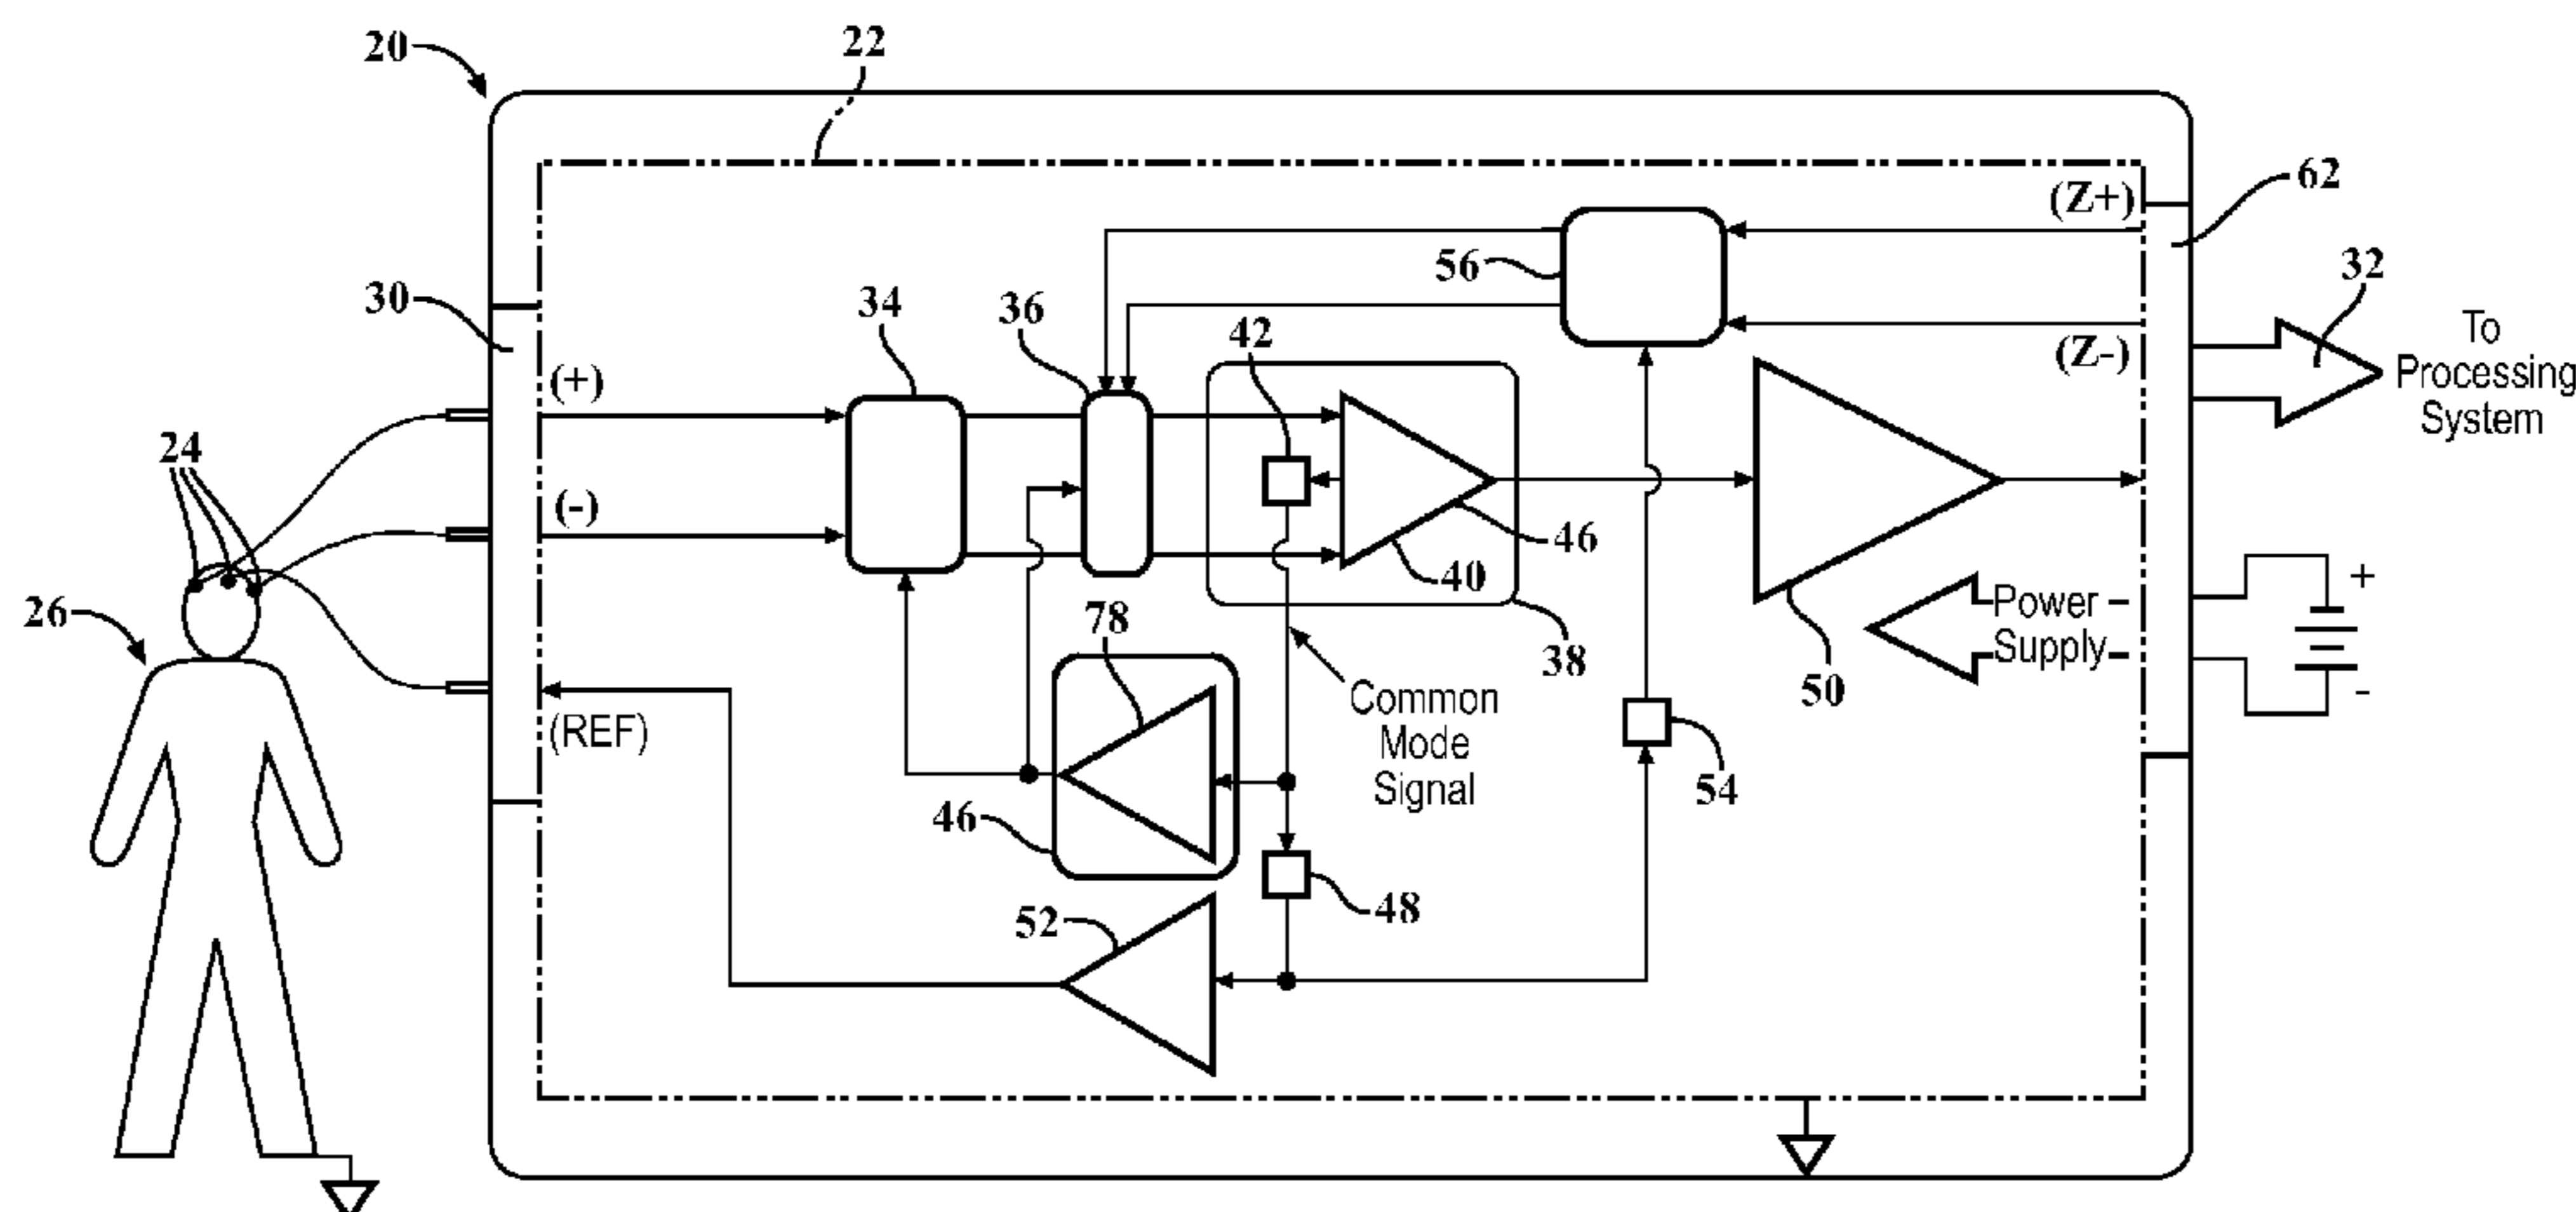 20
22
(Z+)
62
56
32
30
34
36
42
To
Processing
System
(Z-)
(+)
24
(-)
46
40
26
78
38
Power
Supply
+
-
50
(REF)
Common
Mode
Signal
54
46
48
52